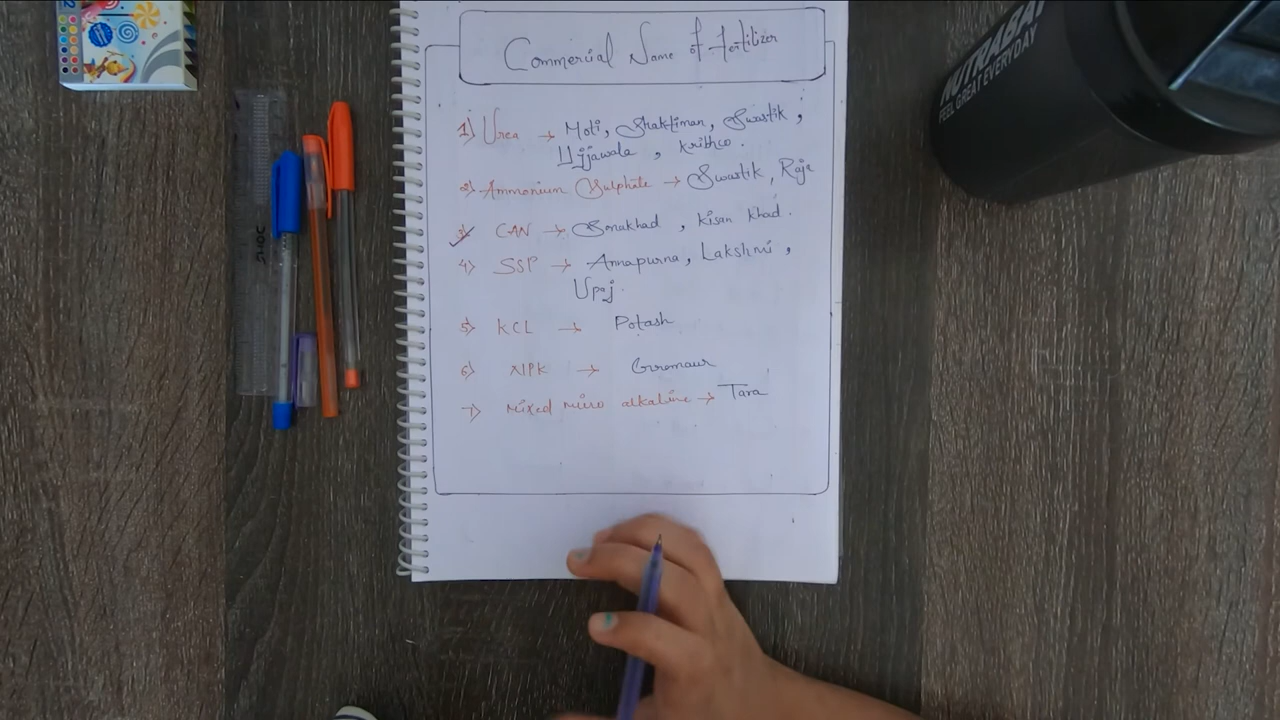 Commercial Name of Fertilizer
1) Urea → Moti, Shaktiman, Swastik,
Ujjawala, Krithco.
2) Ammonium Sulphate → Swastik, Raja
3) CAN → Sonakhad, Kisan Khad.
4) SSP → Annapurna, Lakshmi,
Upaj.
5) KCL → Potash
6) NPK → Gromaur
7) Mixed micro alkaline → Tara
NUTRABAY
FEEL GREAT EVERYDAY